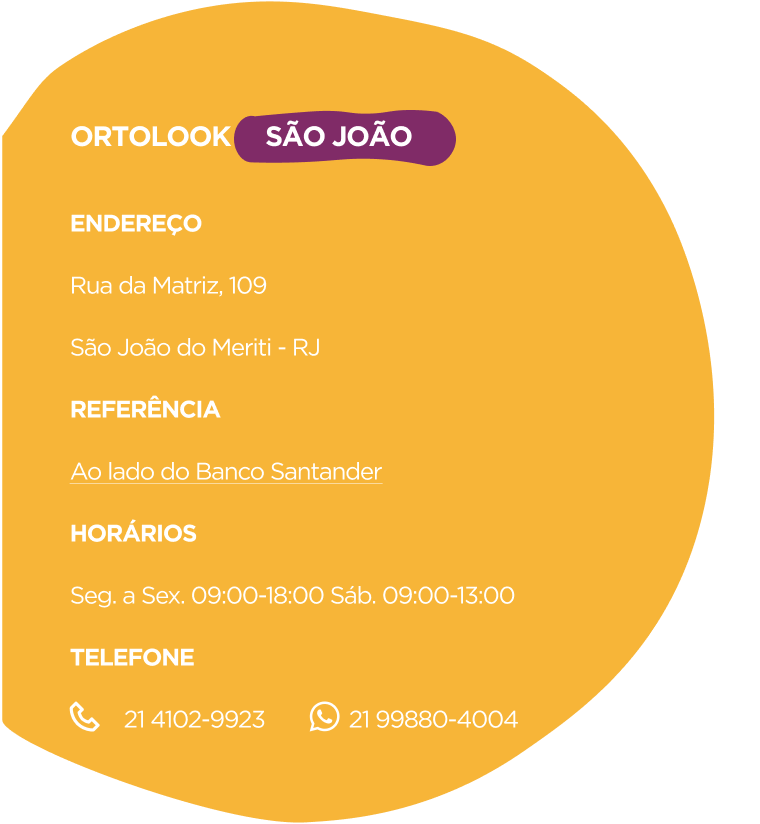 ORTOLOOK SÃO JOÃO
ENDEREÇO
Rua da Matriz, 109
São João do Meriti - RJ
REFERÊNCIA
Ao lado do Banco Santander
HORÁRIOS
Seg. a Sex. 09:00-18:00 Sáb. 09:00-13:00
TELEFONE
21 4102-9923 21 99880-4004